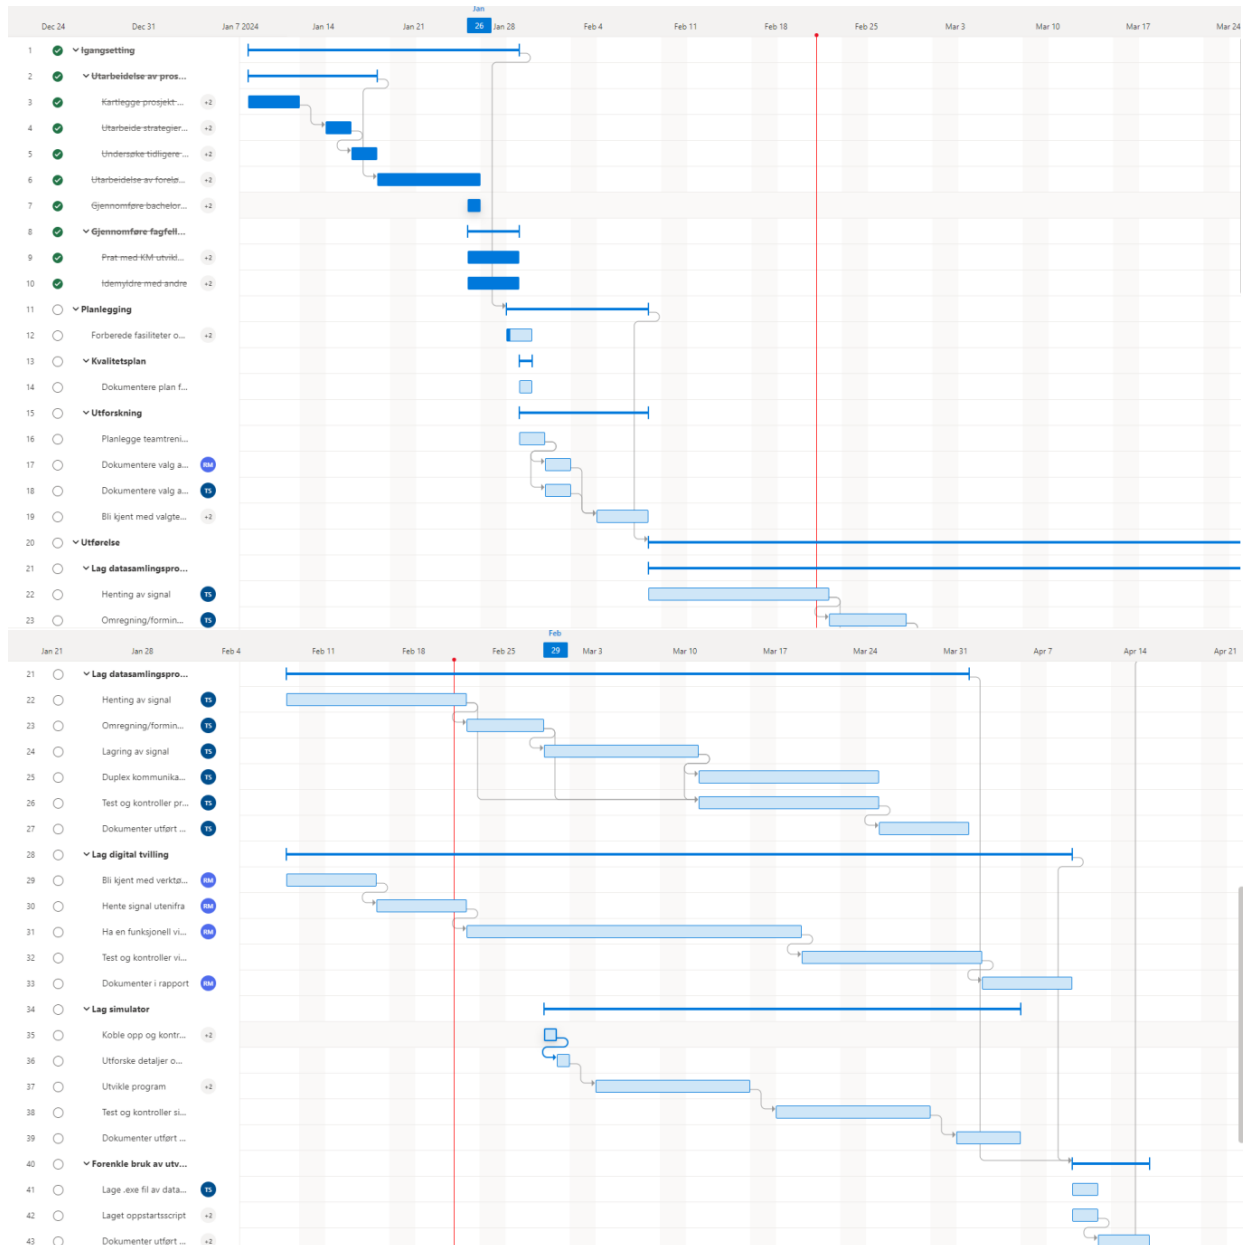 Jan
Dec 24 Dec 31 Jan 7 2024 Jan 14 Jan 21 26 Jan 28 Feb 4 Feb 11 Feb 18 Feb 25 Mar 3 Mar 10 Mar 17 Mar 24
1 Igangsetting
2 Utarbeidelse av pros...
3 Kartlegge prosjekt ... +2
4 Utarbeide strategier... +2
5 Undersøke tidligere ... +2
6 Utarbeidelse av forelø... +2
7 Gjennomføre bachelor... +2
8 Gjennomføre fagfell...
9 Prat med KM utvikl... +2
10 Idemyldre med andre +2
11 Planlegging
12 Forberede fasiliteter o... +2
13 Kvalitetsplan
14 Dokumentere plan f...
15 Utforskning
16 Planlegge teamtreni...
17 Dokumentere valg a... RM
18 Dokumentere valg a... TS
19 Bli kjent med valgte... +2
20 Utførelse
21 Lag datasamlingspro...
22 Henting av signal TS
23 Omregning/formin... TS
Feb
Jan 21 Jan 28 Feb 4 Feb 11 Feb 18 Feb 25 29 Mar 3 Mar 10 Mar 17 Mar 24 Mar 31 Apr 7 Apr 14 Apr 21
21 Lag datasamlingspro...
22 Henting av signal TS
23 Omregning/formin... TS
24 Lagring av signal TS
25 Duplex kommunika... TS
26 Test og kontroller pr... TS
27 Dokumenter utført ... TS
28 Lag digital tvilling
29 Bli kjent med verktø... RM
30 Hente signal utenifra RM
31 Ha en funksjonell vi... RM
32 Test og kontroller vi...
33 Dokumenter i rapport RM
34 Lag simulator
35 Koble opp og kontr... +2
36 Utforske detaljer o...
37 Utvikle program +2
38 Test og kontroller si...
39 Dokumenter utført ...
40 Forenkle bruk av utv...
41 Lage .exe fil av data... TS
42 Laget oppstartsscript +2
43 Dokumenter utført ... +2